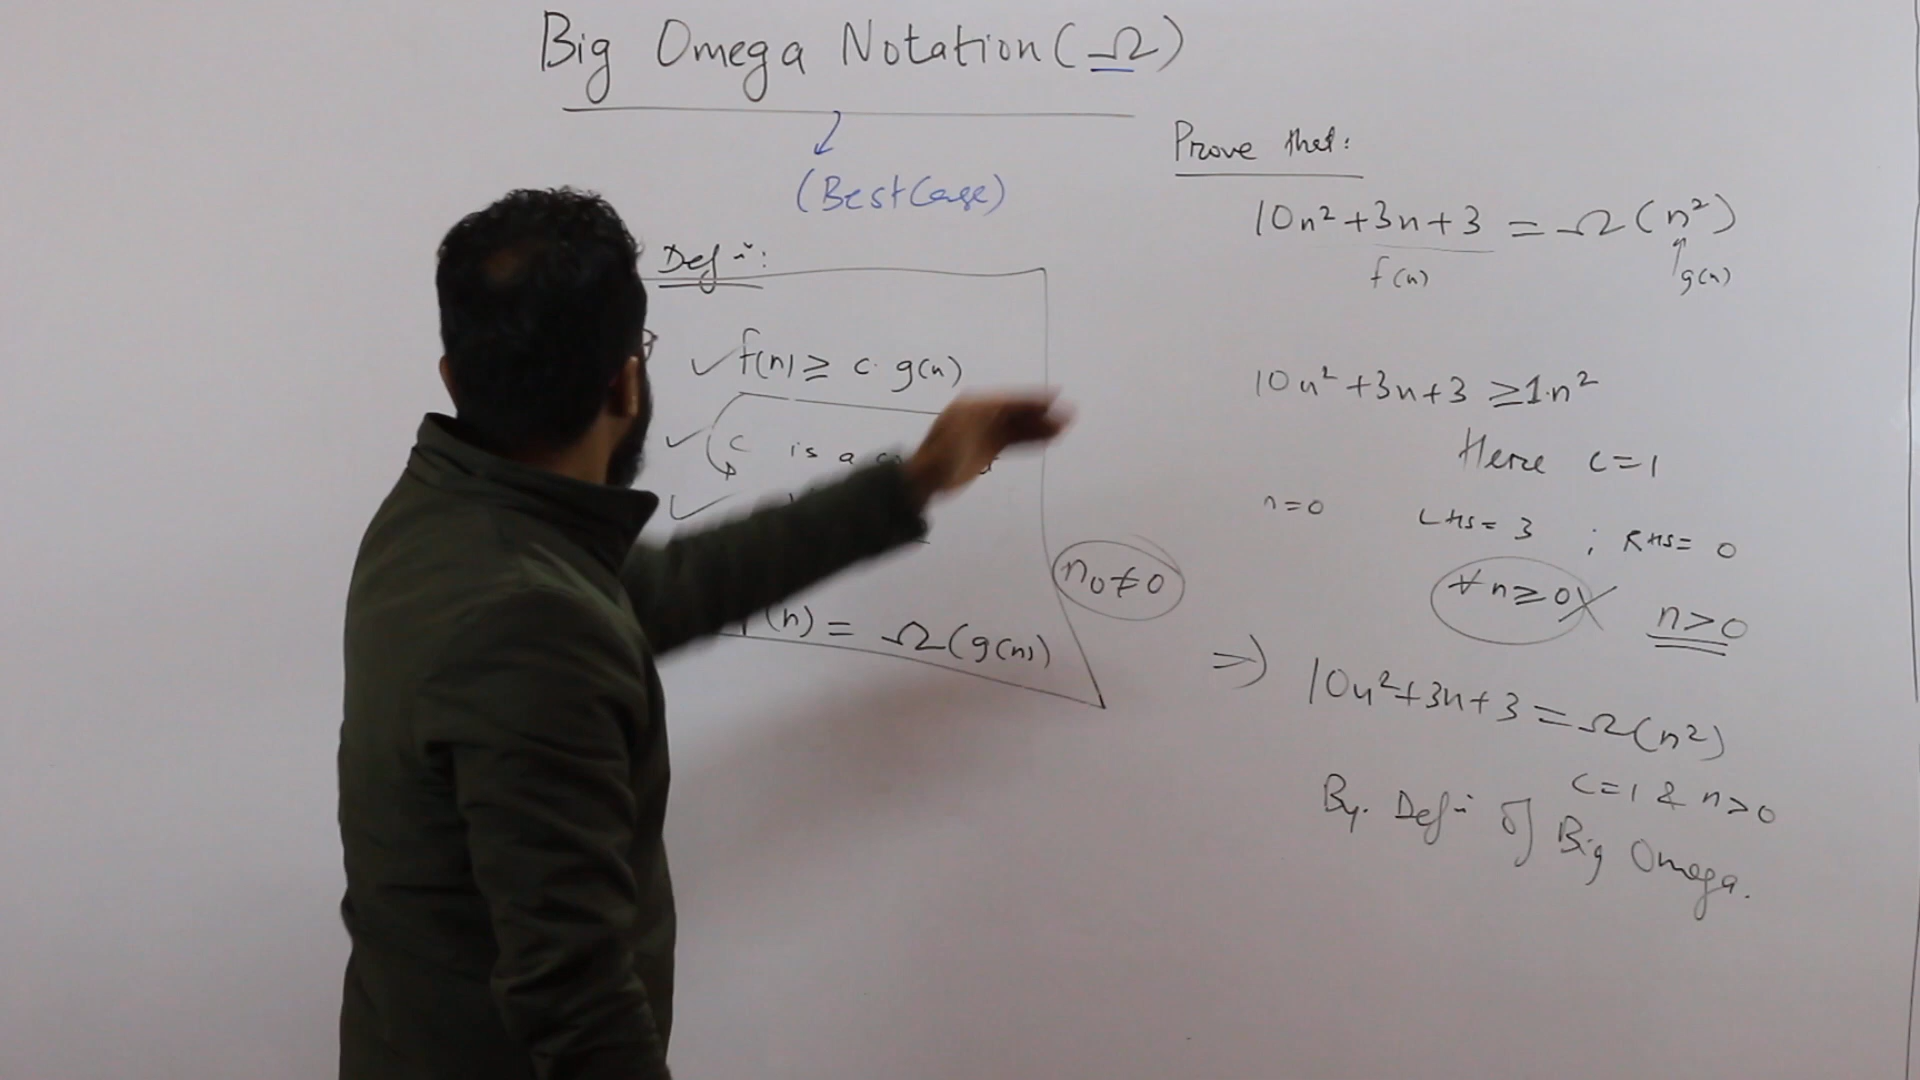 Big Omega Notation (Ω)
(Best Case)
Defn:
f(n) ≥ c. g(n)
c is a
n₀ ≠ 0
(n) = Ω(g(n))
Prove that:
10n² + 3n + 3 = Ω(n²)
f(n) g(n)
10n² + 3n + 3 ≥ 1.n²
Here c = 1
n = 0 LHS = 3 ; RHS = 0
∀ n ≥ 0 n > 0
=> 10n² + 3n + 3 = Ω(n²)
c = 1 & n > 0
By. Defn of Big Omega.